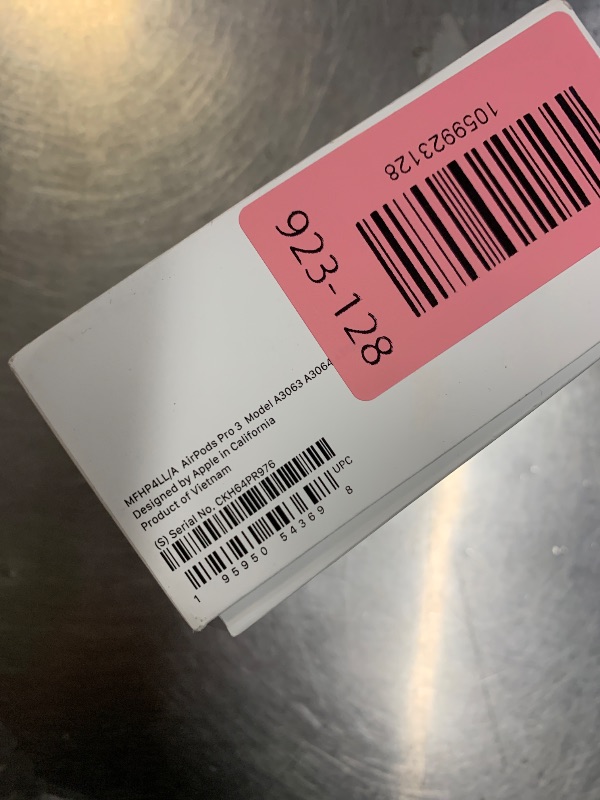 1059923128
923-128
MFHP4LL/A AirPods Pro 3 Model A3063 A3064
Designed by Apple in California
Product of Vietnam
(S) Serial No. CKH64PR976
UPC
1 95950 54369 8